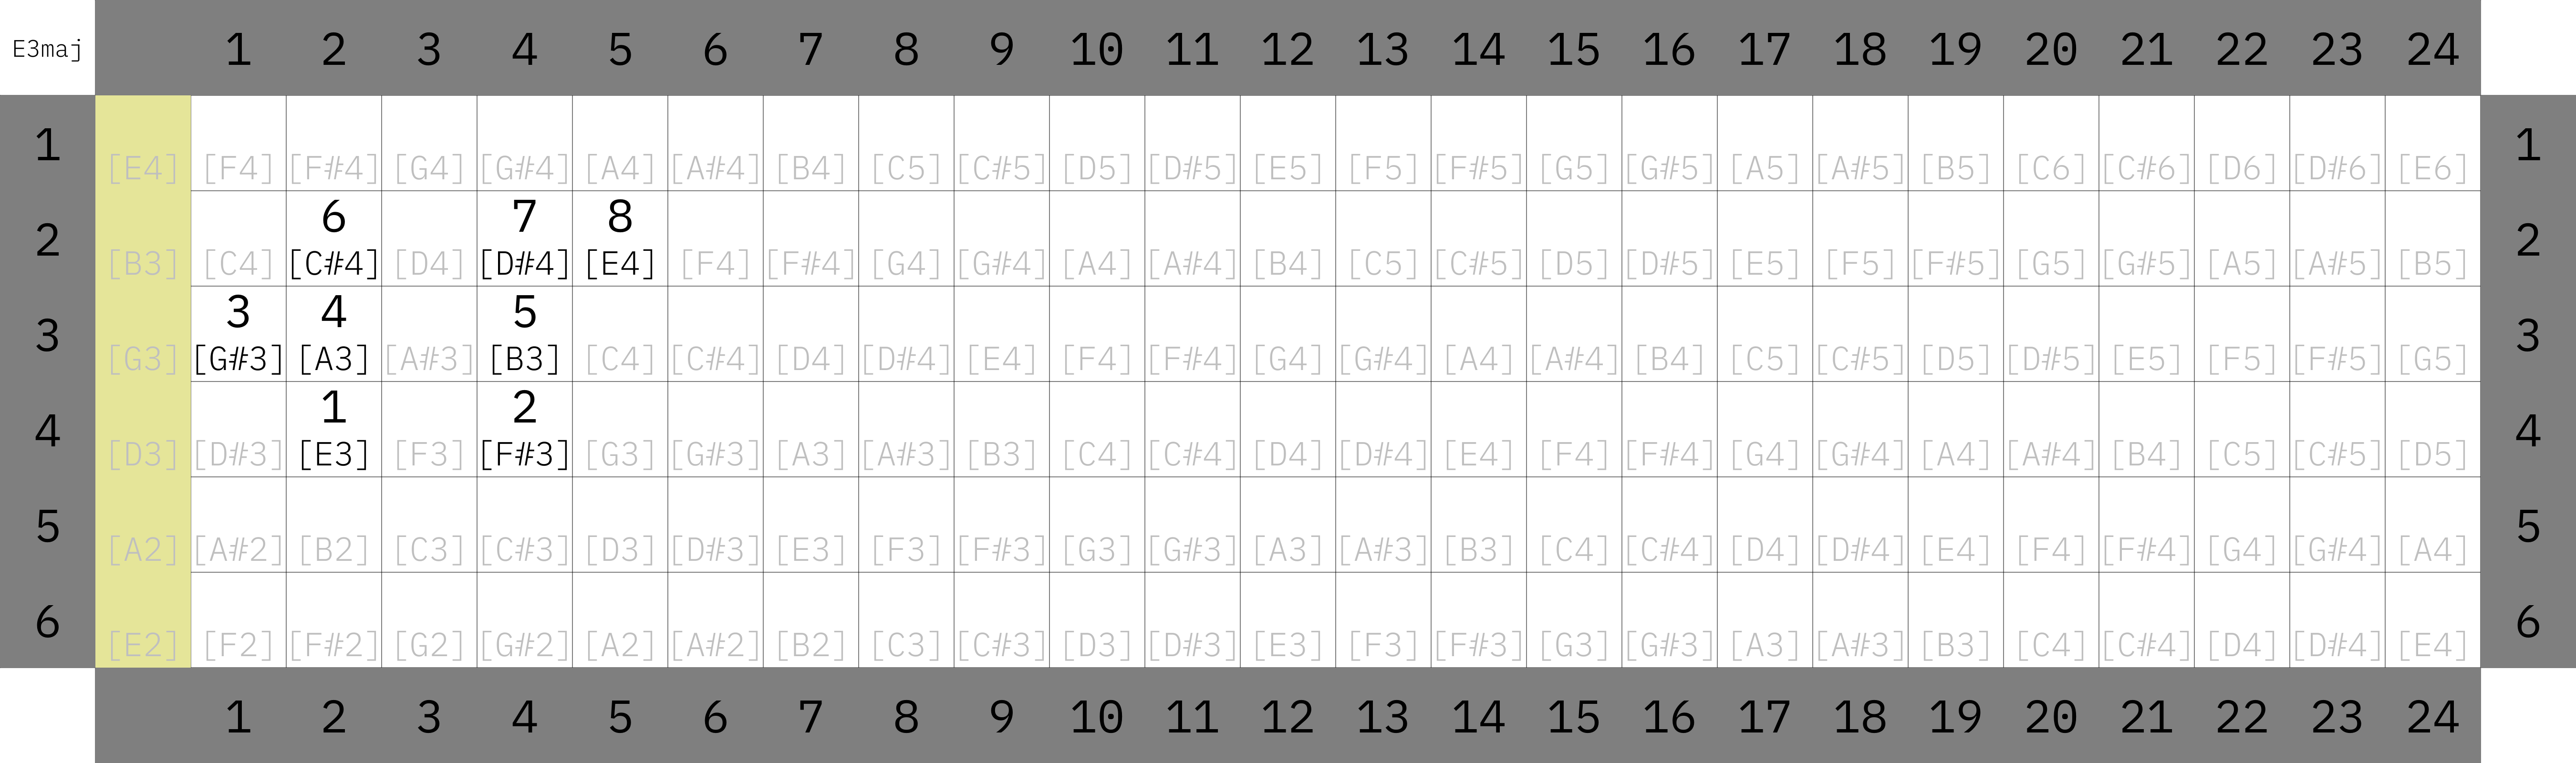 E3maj 1 2 3 4 5 6 7 8 9 10 11 12 13 14 15 16 17 18 19 20 21 22 23 24
1 [E4] [F4] [F#4] [G4] [G#4] [A4] [A#4] [B4] [C5] [C#5] [D5] [D#5] [E5] [F5] [F#5] [G5] [G#5] [A5] [A#5] [B5] [C6] [C#6] [D6] [D#6] [E6] 1
6 7 8
2 [B3] [C4] [C#4] [D4] [D#4] [E4] [F4] [F#4] [G4] [G#4] [A4] [A#4] [B4] [C5] [C#5] [D5] [D#5] [E5] [F5] [F#5] [G5] [G#5] [A5] [A#5] [B5] 2
3 4 5
3 [G3] [G#3] [A3] [A#3] [B3] [C4] [C#4] [D4] [D#4] [E4] [F4] [F#4] [G4] [G#4] [A4] [A#4] [B4] [C5] [C#5] [D5] [D#5] [E5] [F5] [F#5] [G5] 3
1 2
4 [D3] [D#3] [E3] [F3] [F#3] [G3] [G#3] [A3] [A#3] [B3] [C4] [C#4] [D4] [D#4] [E4] [F4] [F#4] [G4] [G#4] [A4] [A#4] [B4] [C5] [C#5] [D5] 4
5 [A2] [A#2] [B2] [C3] [C#3] [D3] [D#3] [E3] [F3] [F#3] [G3] [G#3] [A3] [A#3] [B3] [C4] [C#4] [D4] [D#4] [E4] [F4] [F#4] [G4] [G#4] [A4] 5
6 [E2] [F2] [F#2] [G2] [G#2] [A2] [A#2] [B2] [C3] [C#3] [D3] [D#3] [E3] [F3] [F#3] [G3] [G#3] [A3] [A#3] [B3] [C4] [C#4] [D4] [D#4] [E4] 6
1 2 3 4 5 6 7 8 9 10 11 12 13 14 15 16 17 18 19 20 21 22 23 24